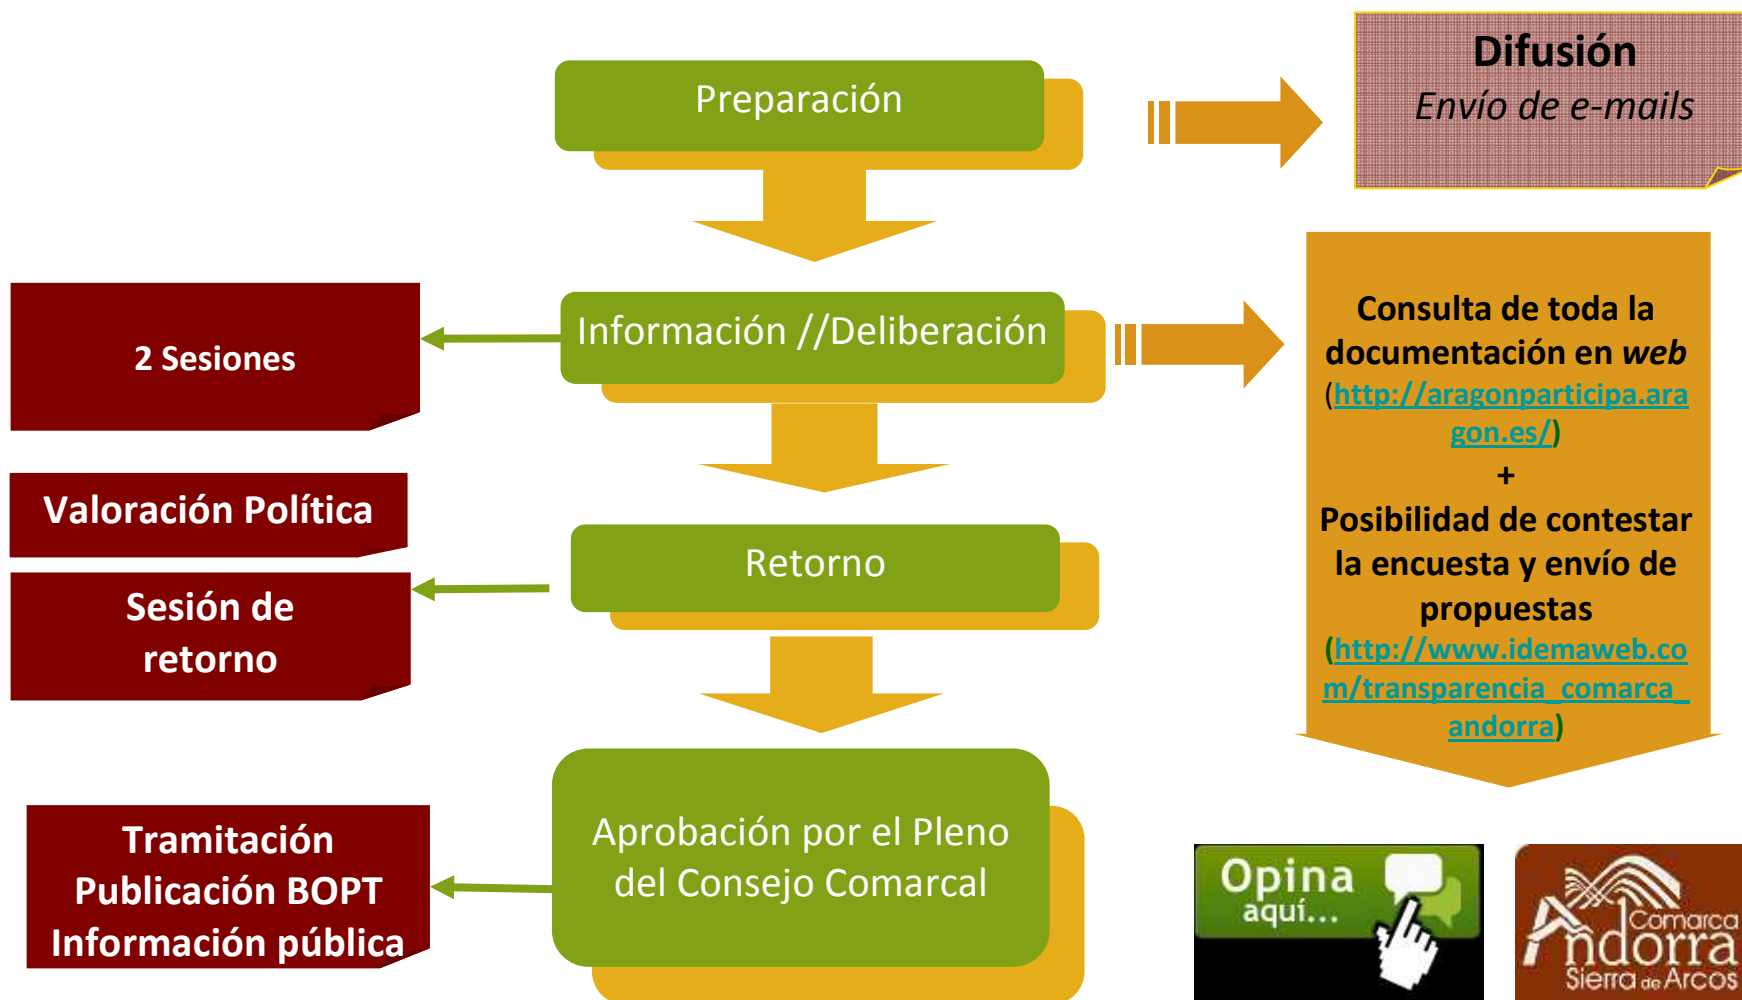 Preparación
Difusión
Envío de e-mails
2 Sesiones
Información //Deliberación
Consulta de toda la
documentación en web
(http://aragonparticipa.ara
gon.es/)
+
Posibilidad de contestar
la encuesta y envío de
propuestas
(http://www.idemaweb.co
m/transparencia_comarca_
andorra)
Valoración Política
Retorno
Sesión de
retorno
Aprobación por el Pleno
del Consejo Comarcal
Tramitación
Publicación BOPT
Información pública
Opina
aquí...
Comarca
Andorra
Sierra de Arcos